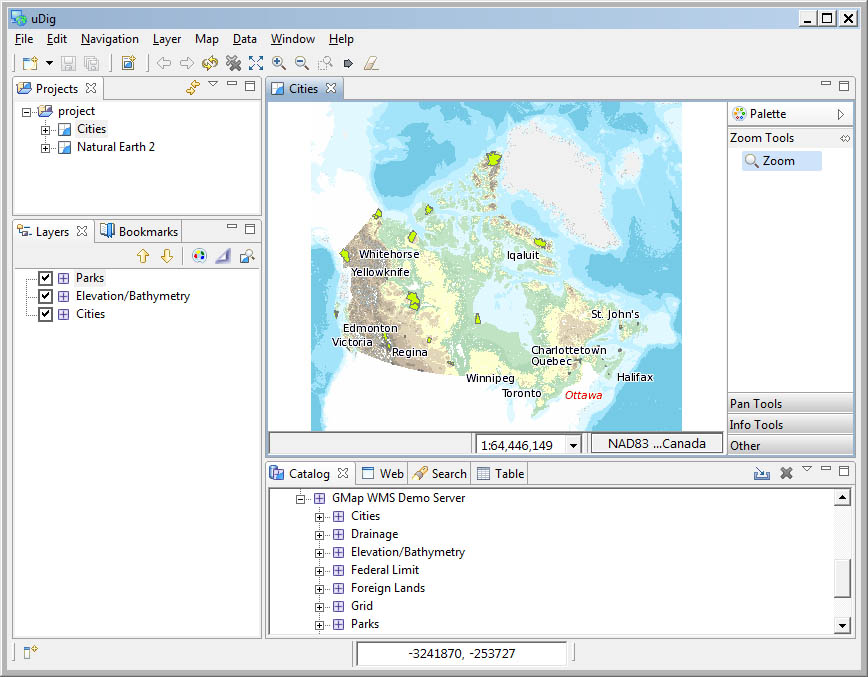 uDig
File Edit Navigation Layer Map Data Window Help
Projects
project
Cities
Natural Earth 2
Layers
Bookmarks
Parks
Elevation/Bathymetry
Cities
Cities
Whitehorse
Iqaluit
Yellowknife
St. John's
Edmonton
Victoria
Regina
Charlottetown
Quebec
Winnipeg
Halifax
Toronto
Ottawa
1:64,446,149
NAD83 ...Canada
Palette
Zoom Tools
Zoom
Pan Tools
Info Tools
Other
Catalog
Web
Search
Table
GMap WMS Demo Server
Cities
Drainage
Elevation/Bathymetry
Federal Limit
Foreign Lands
Grid
Parks
-3241870, -253727